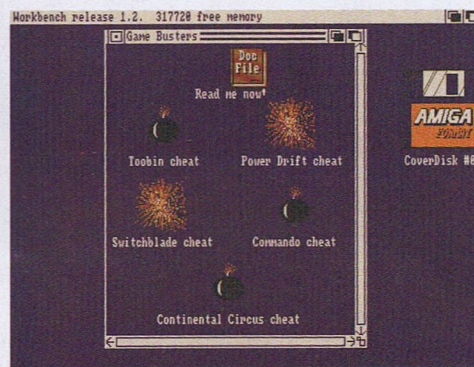 Workbench release 1.2. 317720 free memory
Game Busters
Doc
File
Read me now!
Toobin cheat
Power Drift cheat
AMIGA
FORMAT
CoverDisk
Switchblade cheat
Commando cheat
Continental Circus cheat